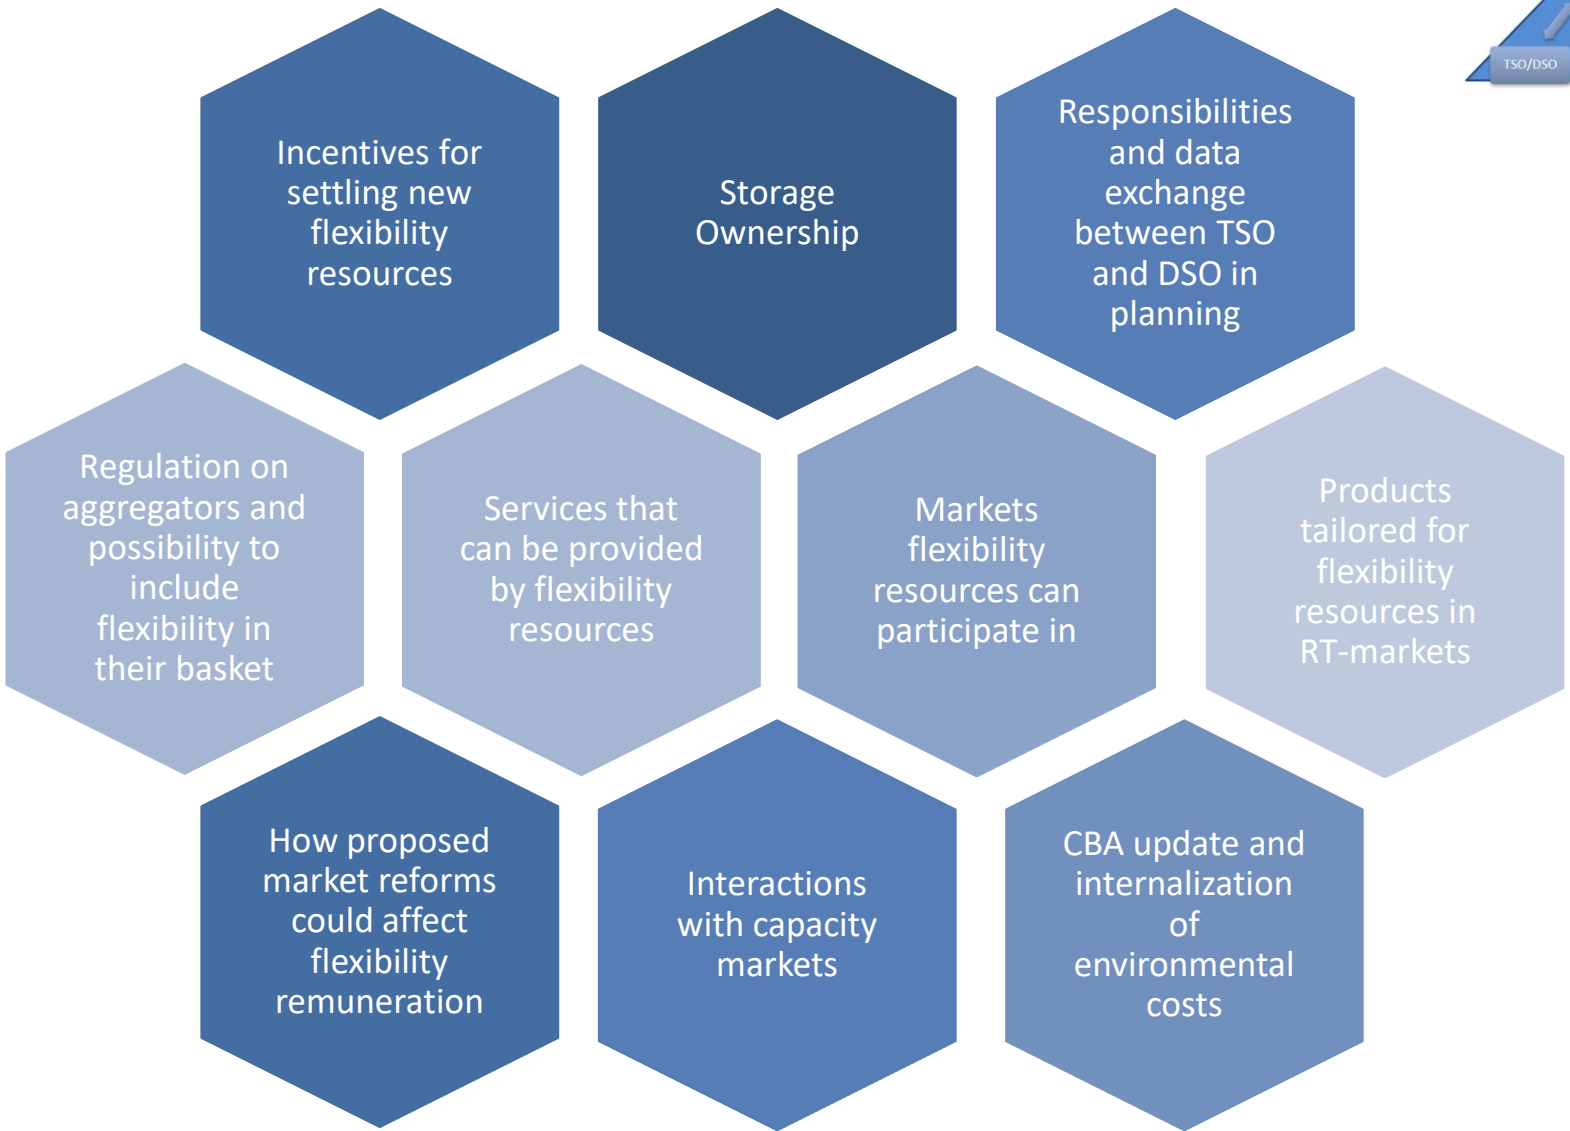 TSO/DSO
Incentives for
settling new
flexibility
resources
Storage
Ownership
Responsibilities
and data
exchange
between TSO
and DSO in
planning
Regulation on
aggregators and
possibility to
include
flexibility in
their basket
Services that
can be provided
by flexibility
resources
Markets
flexibility
resources can
participate in
Products
tailored for
flexibility
resources in
RT-markets
How proposed
market reforms
could affect
flexibility
remuneration
Interactions
with capacity
markets
CBA update and
internalization
of
environmental
costs